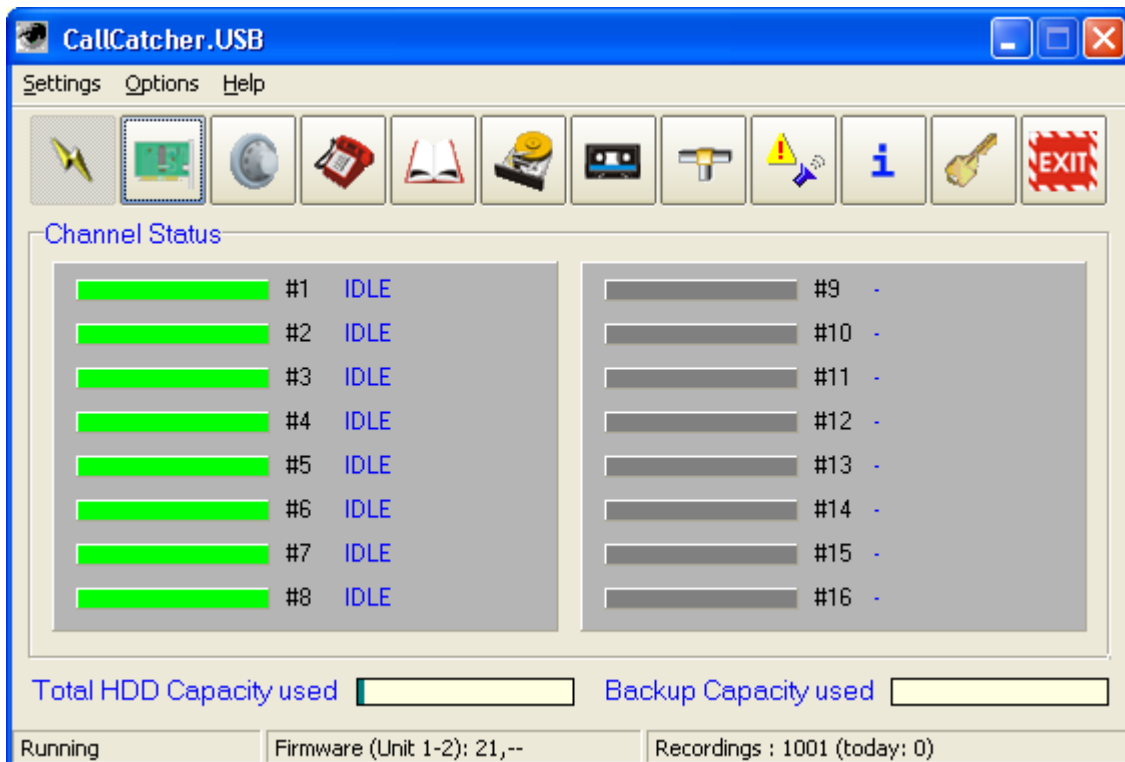 CallCatcher.USB
Settings Options Help
EXIT
Channel Status
#1 IDLE
#2 IDLE
#3 IDLE
#4 IDLE
#5 IDLE
#6 IDLE
#7 IDLE
#8 IDLE
#9 -
#10 -
#11 -
#12 -
#13 -
#14 -
#15 -
#16 -
Total HDD Capacity used
Backup Capacity used
Running
Firmware (Unit 1-2): 21,--
Recordings : 1001 (today: 0)